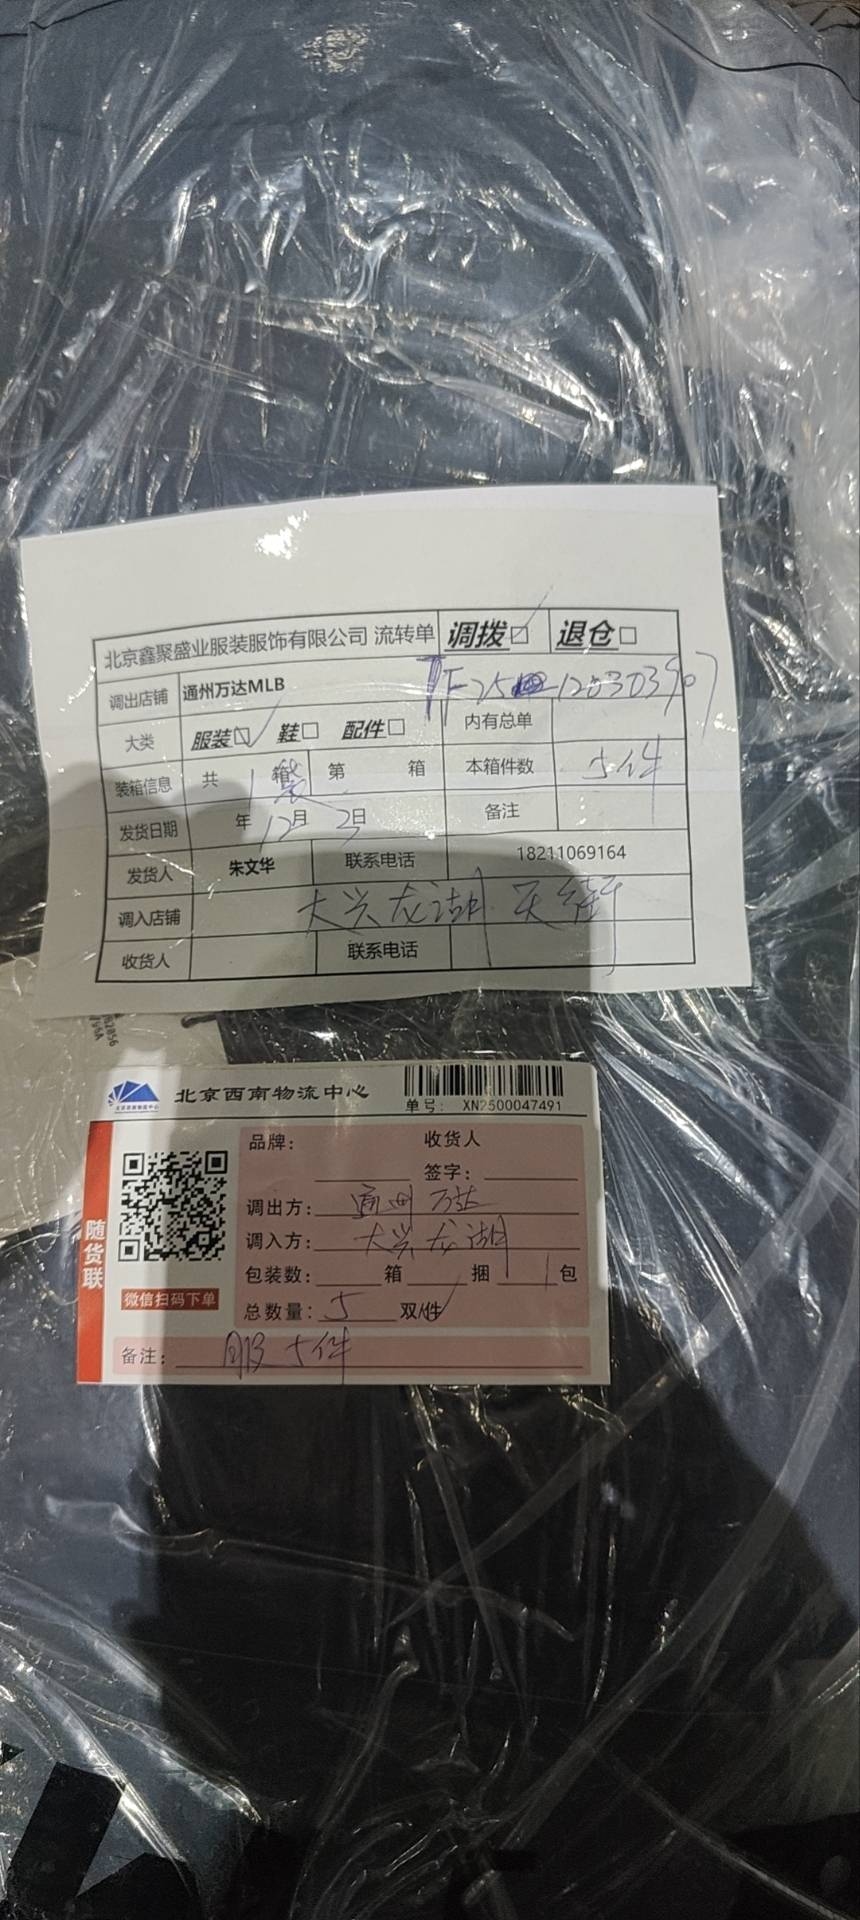 北京鑫聚盛业服装服饰有限公司 流转单 调拨☑ 退仓□
调出店铺 通州万达MLB TF25 120303907
大类 服装☑ 鞋□ 配件□ 内有总单
装箱信息 共 1 袋 第 箱 本箱件数 5件
发货日期 年 12月 3日 备注
发货人 朱文华 联系电话 18211069164
调入店铺 大兴龙湖天街
收货人 联系电话
北京西南物流中心
单号: XN2500047491
随货联
微信扫码下单
品牌: 收货人
签字:
调出方: 通州万达
调入方: 大兴龙湖
包装数: 箱 捆 1 包
总数量: 5 双/件
备注: 服5件